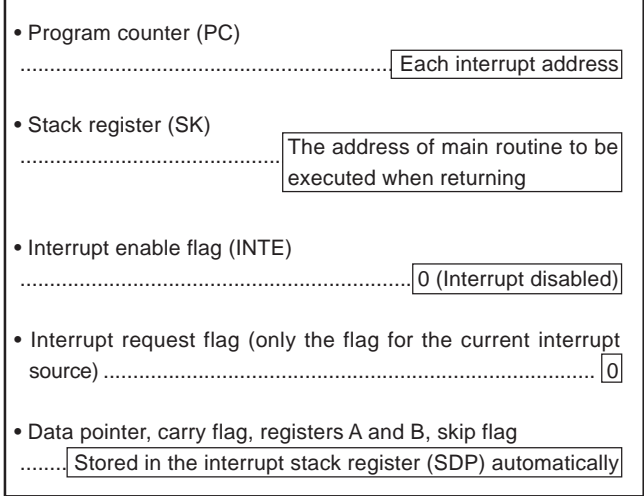 • Program counter (PC)
............................................................... Each interrupt address
• Stack register (SK)
............................................ The address of main routine to be
executed when returning
• Interrupt enable flag (INTE)
.................................................................. 0 (Interrupt disabled)
• Interrupt request flag (only the flag for the current interrupt
source) ................................................................................... 0
• Data pointer, carry flag, registers A and B, skip flag
........ Stored in the interrupt stack register (SDP) automatically